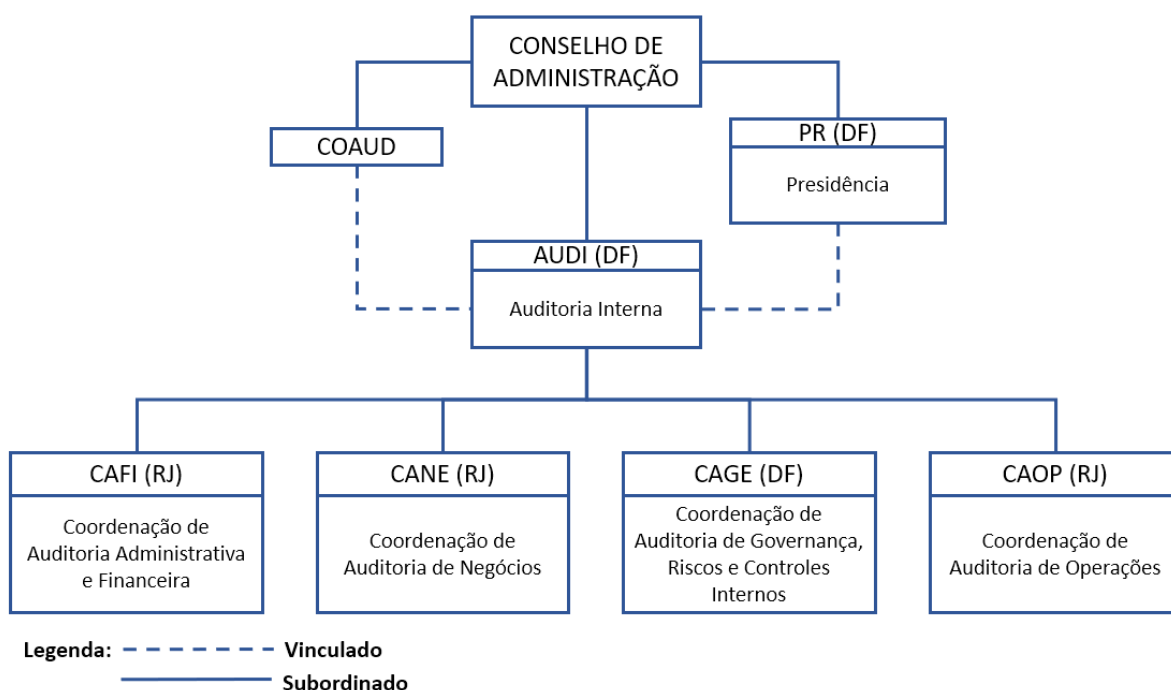 CONSELHO DE
ADMINISTRAÇÃO
COAUD
PR (DF)
Presidência
AUDI (DF)
Auditoria Interna
CAFI (RJ)
Coordenação de
Auditoria Administrativa
e Financeira
CANE (RJ)
Coordenação de
Auditoria de Negócios
CAGE (DF)
Coordenação de
Auditoria de Governança,
Riscos e Controles
Internos
CAOP (RJ)
Coordenação de
Auditoria de Operações
Legenda: Vinculado
Subordinado